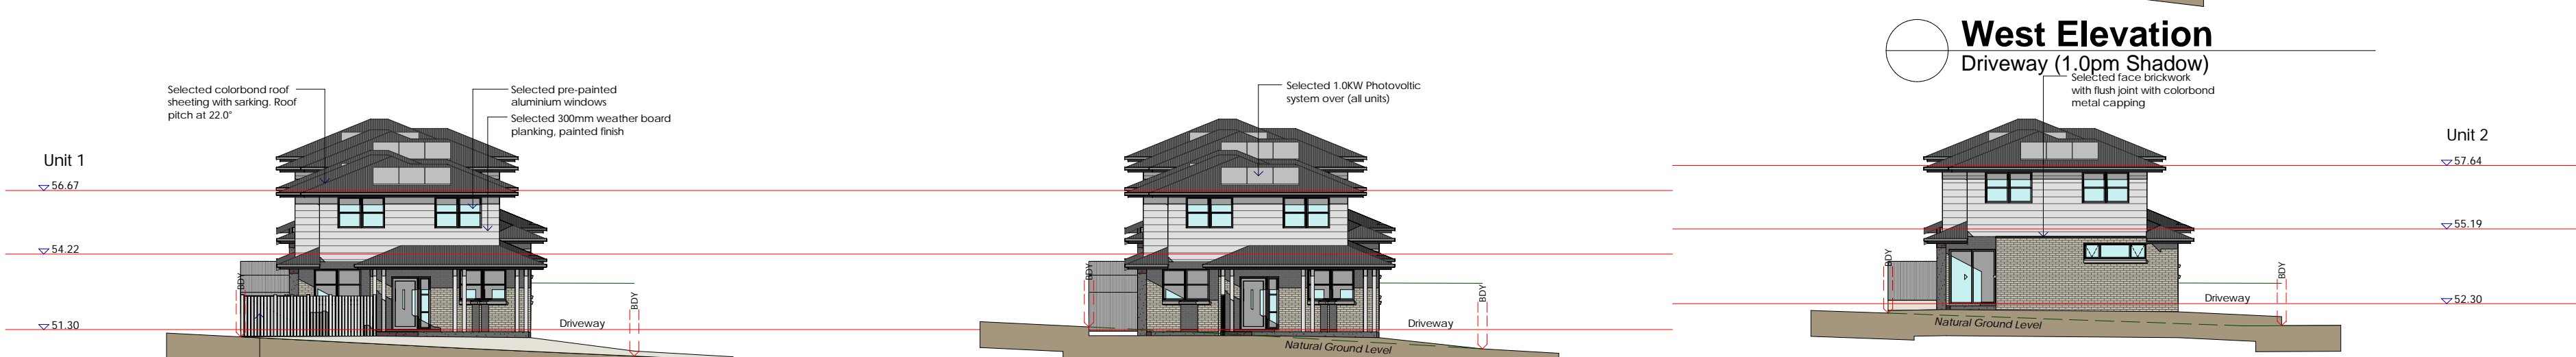 West Elevation
Driveway (1.0pm Shadow)
Selected colorbond roof
sheeting with sarking. Roof
pitch at 22.0°
Selected pre-painted
aluminium windows
Selected 300mm weather board
planking, painted finish
Unit 1
56.67
54.22
51.30
BDY
BDY
Driveway
Selected 1.0KW Photovoltic
system over (all units)
BDY
BDY
Driveway
Natural Ground Level
Selected face brickwork
with flush joint with colorbond
metal capping
BDY
BDY
Driveway
Natural Ground Level
Unit 2
57.64
55.19
52.30